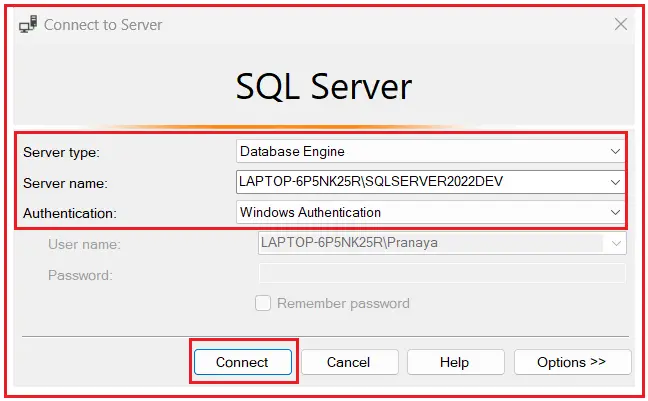 Connect to Server
SQL Server
Server type: Database Engine
Server name: LAPTOP-6P5NK25R\SQLSERVER2022DEV
Authentication: Windows Authentication
User name: LAPTOP-6P5NK25R\Pranaya
Password:
Remember password
Connect Cancel Help Options >>